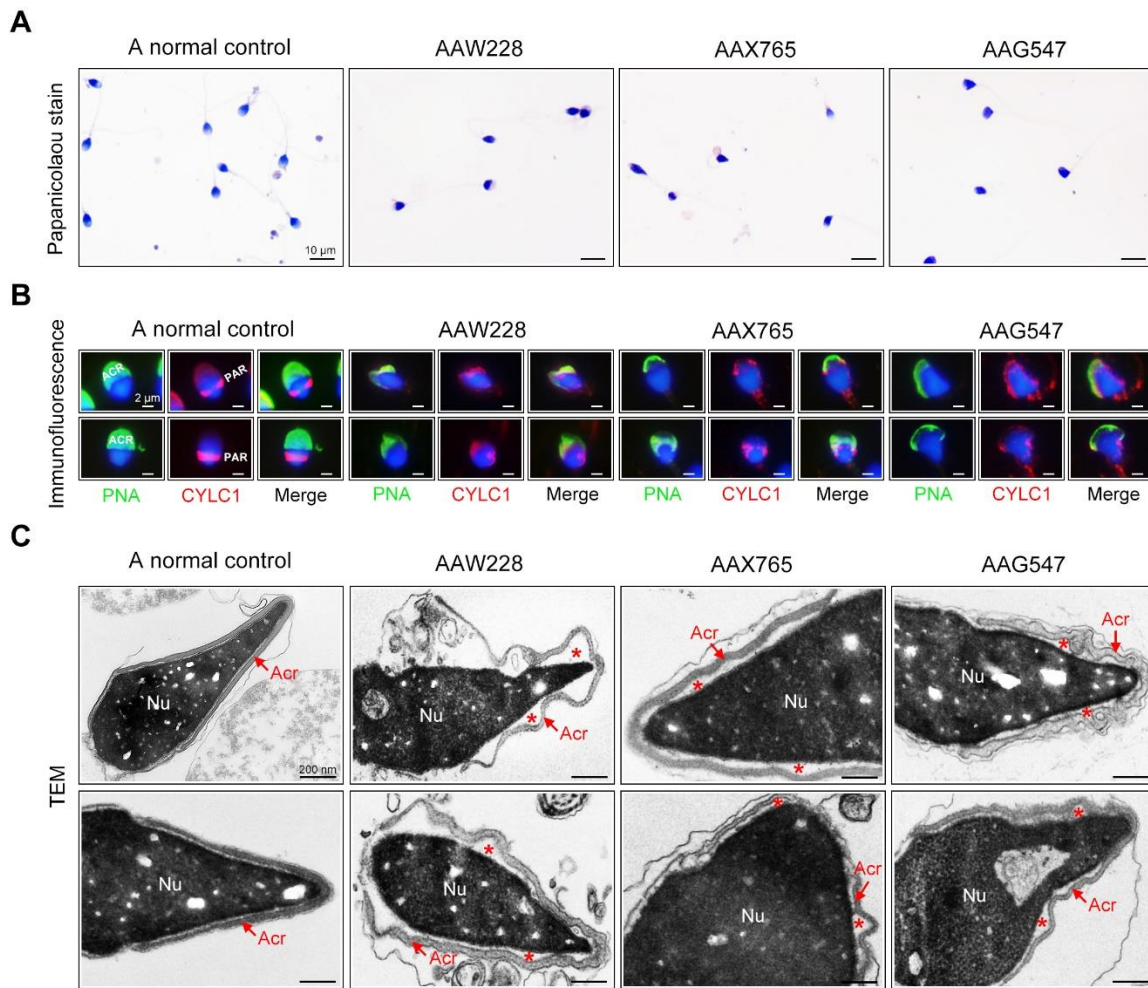 A
A normal control
AAW228
AAX765
AAG547
Papanicolaou stain
10 µm
B
Immunofluorescence
A normal control
AAW228
AAX765
AAG547
ACR
PAR
2 µm
ACR
PAR
PNA
CYLC1
Merge
PNA
CYLC1
Merge
PNA
CYLC1
Merge
PNA
CYLC1
Merge
C
A normal control
AAW228
AAX765
AAG547
TEM
Acr
Nu
200 nm
*
Nu
*
Acr
Acr
*
Nu
*
Acr
*
Nu
*
Nu
Acr
*
Nu
Acr
*
*
Acr
*
Nu
*
Nu
Acr
*